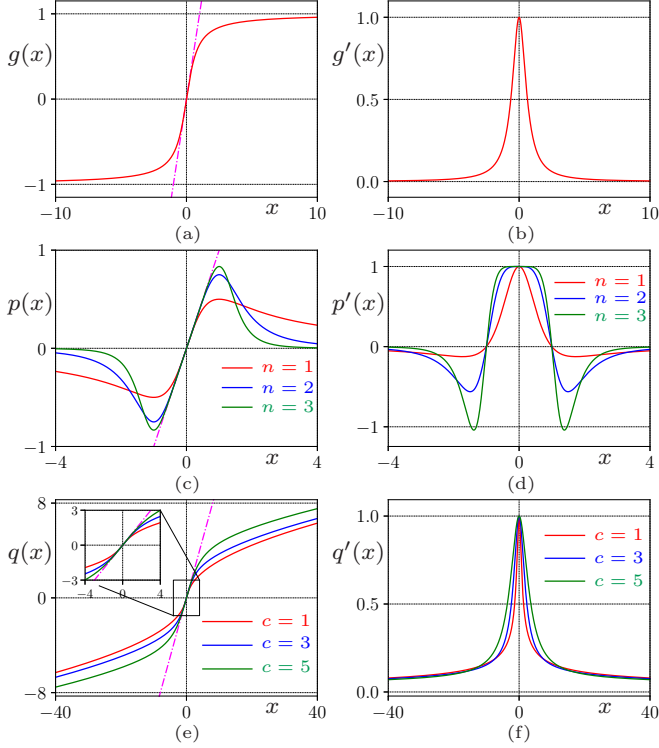 1
g(x)
0
−1
−10 0 x 10
(a)
1.0
g′(x)
0.5
0.0
−10 0 x 10
(b)
1
p(x)
0
n = 1
n = 2
n = 3
−1
−4 0 x 4
(c)
1
p′(x)
n = 1
n = 2
n = 3
0
−1
−4 0 x 4
(d)
8
3
q(x)
0
−3
−4 0 4
0
c = 1
c = 3
c = 5
−8
−40 0 x 40
(e)
1.0
q′(x)
c = 1
c = 3
c = 5
0.5
0.0
−40 0 x 40
(f)